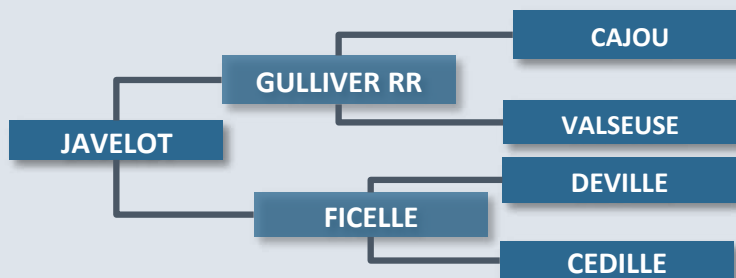 CAJOU
GULLIVER RR
VALSEUSE
JAVELOT
DEVILLE
FICELLE
CEDILLE